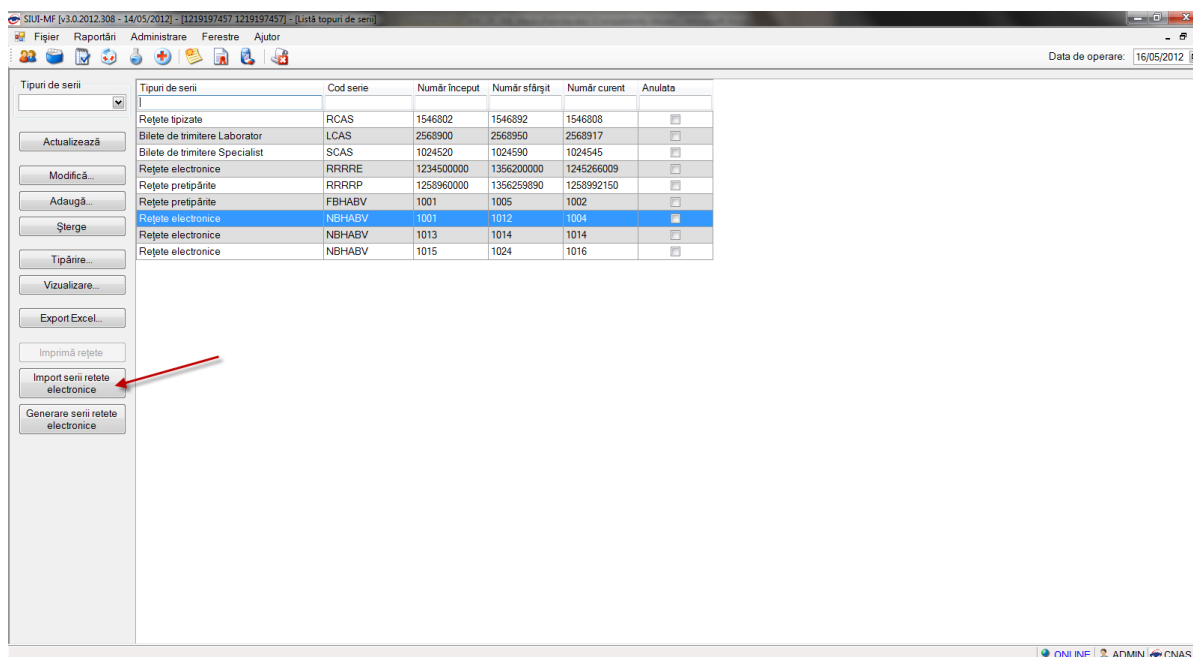 SIUI-MF [v3.0.2012.308 - 14/05/2012] - [1219197457 1219197457] - [Listă topuri de serii]
Fișier Raportări Administrare Ferestre Ajutor
Data de operare: 16/05/2012
Tipuri de serii
Actualizează
Modifică...
Adaugă...
Șterge
Tipărire...
Vizualizare...
Export Excel...
Imprimă rețete
Import serii retete
electronice
Generare serii retete
electronice
Tipuri de serii Cod serie Număr început Număr sfârșit Număr curent Anulata
Rețete tipizate RCAS 1546802 1546892 1546808
Bilete de trimitere Laborator LCAS 2568900 2568950 2568917
Bilete de trimitere Specialist SCAS 1024520 1024590 1024545
Rețete electronice RRRRE 1234500000 1356200000 1245266009
Rețete pretipărite RRRRP 1258960000 1356259890 1258992150
Rețete pretipărite FBHABV 1001 1005 1002
Rețete electronice NBHABV 1001 1012 1004
Rețete electronice NBHABV 1013 1014 1014
Rețete electronice NBHABV 1015 1024 1016
ONLINE ADMIN CNAS